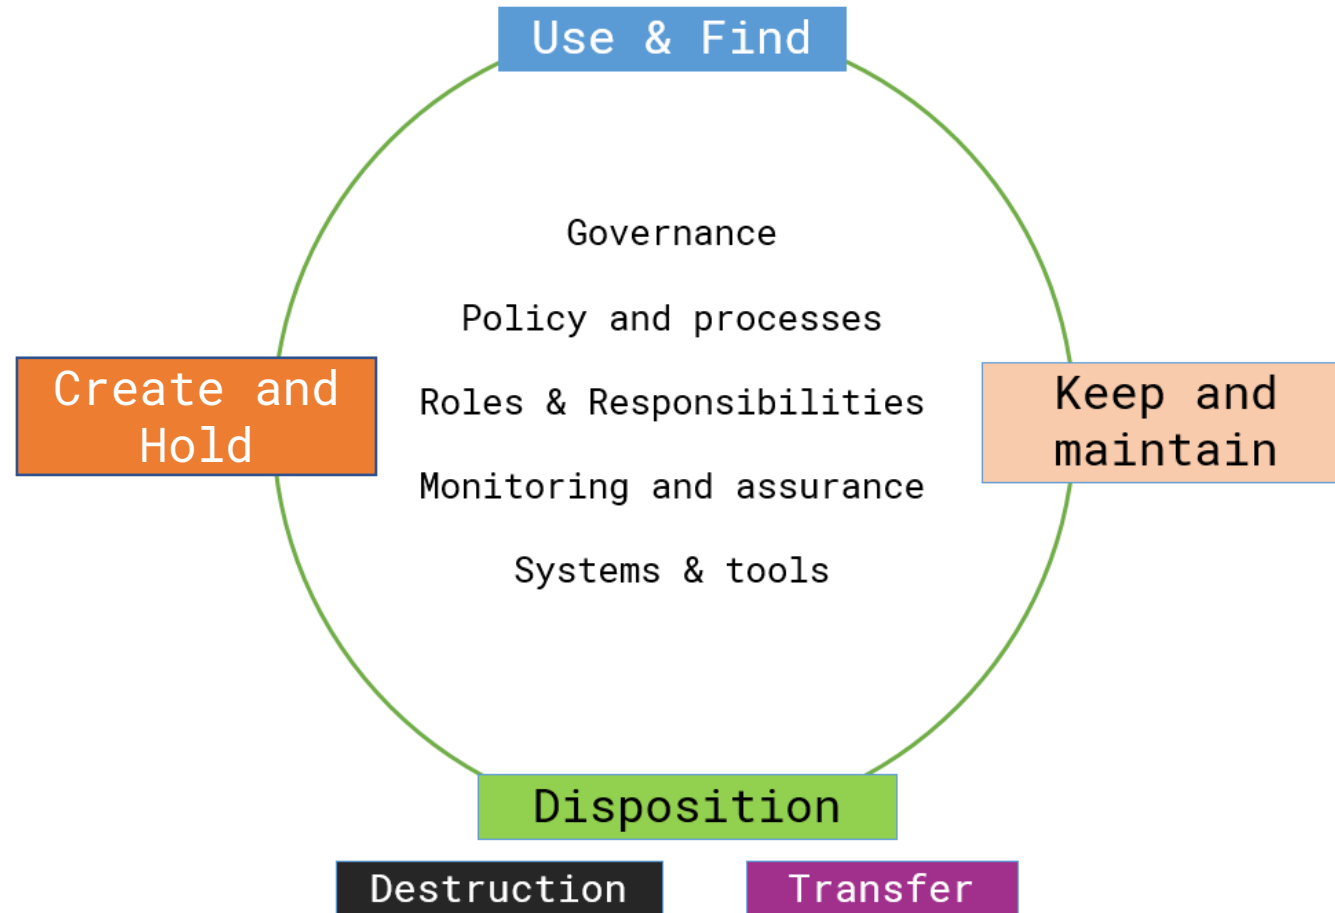 Use & Find
Governance
Policy and processes
Create and
Hold
Roles & Responsibilities
Keep and
maintain
Monitoring and assurance
Systems & tools
Disposition
Destruction
Transfer